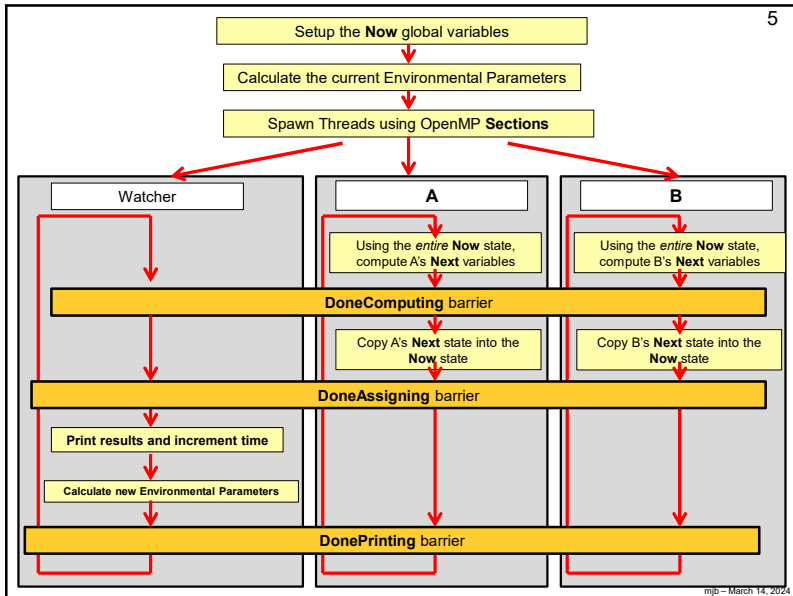 5
Setup the Now global variables
Calculate the current Environmental Parameters
Spawn Threads using OpenMP Sections
Watcher
A
B
Using the entire Now state,
compute A's Next variables
Using the entire Now state,
compute B's Next variables
DoneComputing barrier
Copy A's Next state into the
Now state
Copy B's Next state into the
Now state
DoneAssigning barrier
Print results and increment time
Calculate new Environmental Parameters
DonePrinting barrier
mjb – March 14, 2024